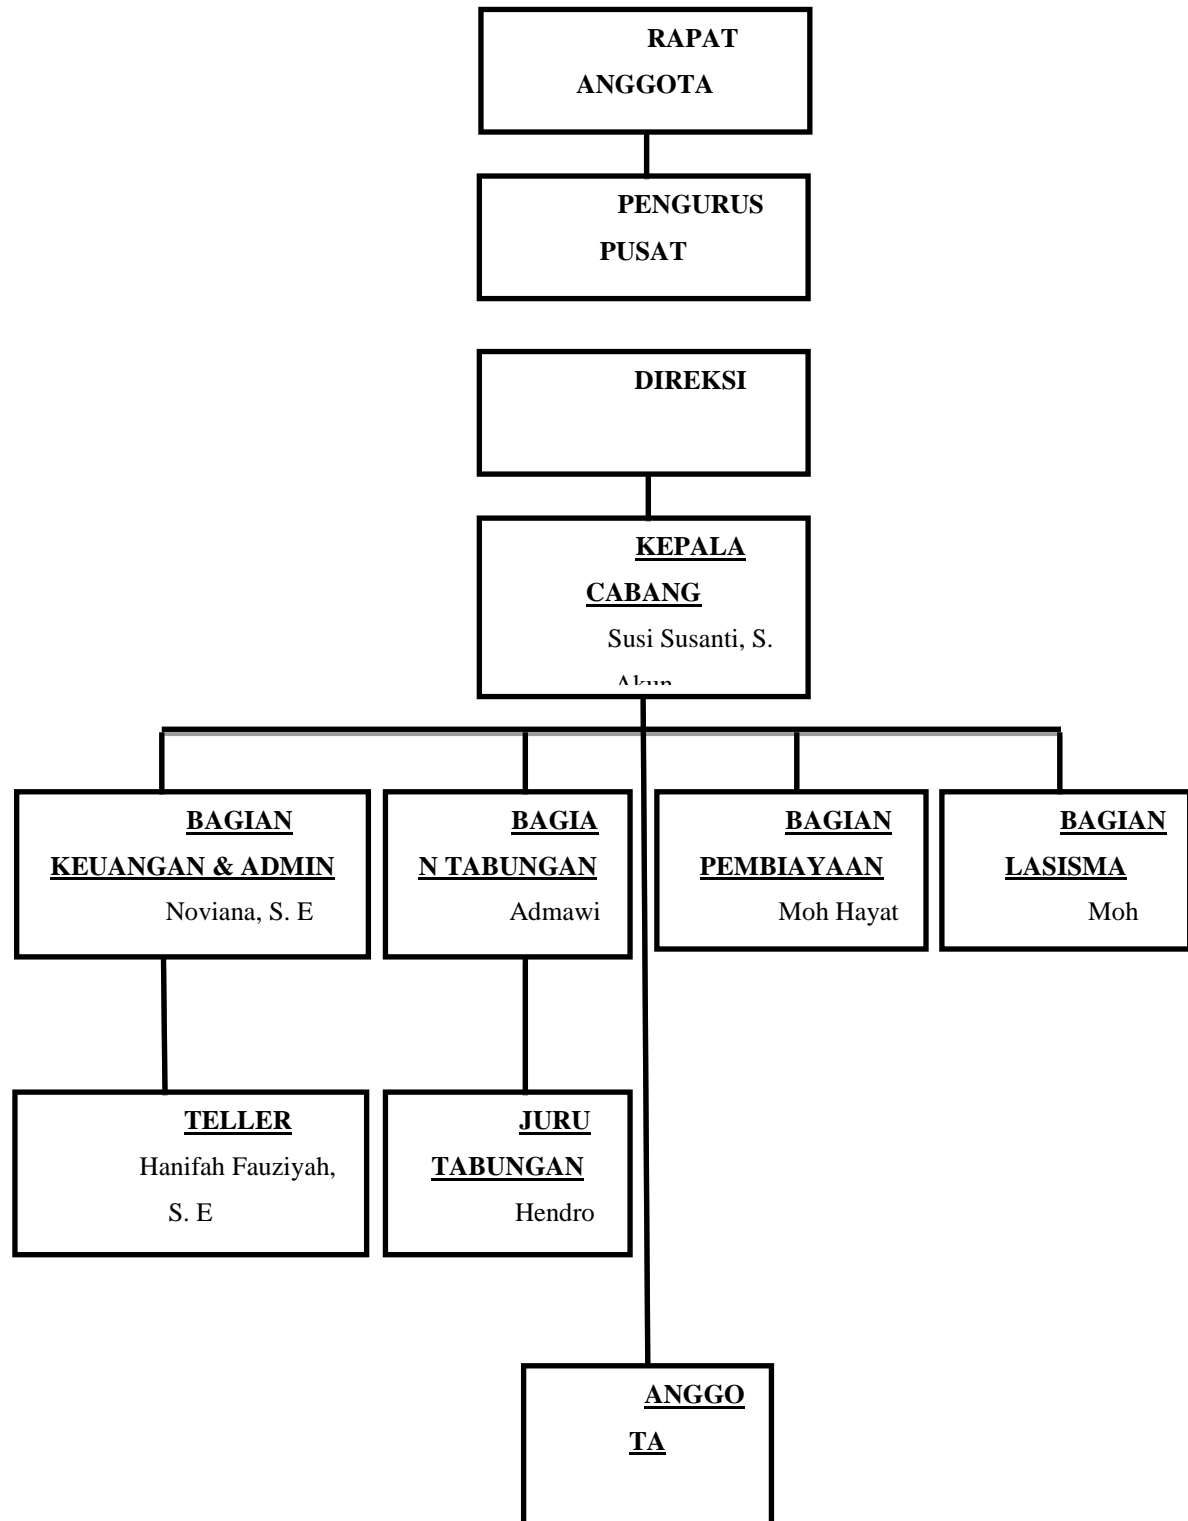 RAPAT
ANGGOTA
PENGURUS
PUSAT
DIREKSI
KEPALA
CABANG
Susi Susanti, S.
Akun
BAGIAN
KEUANGAN & ADMIN
Noviana, S. E
BAGIA
N TABUNGAN
Admawi
BAGIAN
PEMBIAYAAN
Moh Hayat
BAGIAN
LASISMA
Moh
TELLER
Hanifah Fauziyah,
S. E
JURU
TABUNGAN
Hendro
ANGGO
TA